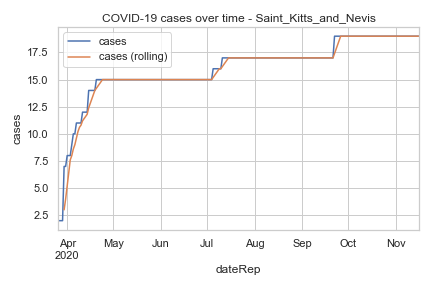 COVID-19 cases over time - Saint_Kitts_and_Nevis
cases
cases (rolling)
17.5
15.0
12.5
10.0
7.5
5.0
2.5
cases
Apr
2020
May
Jun
Jul
Aug
Sep
Oct
Nov
dateRep